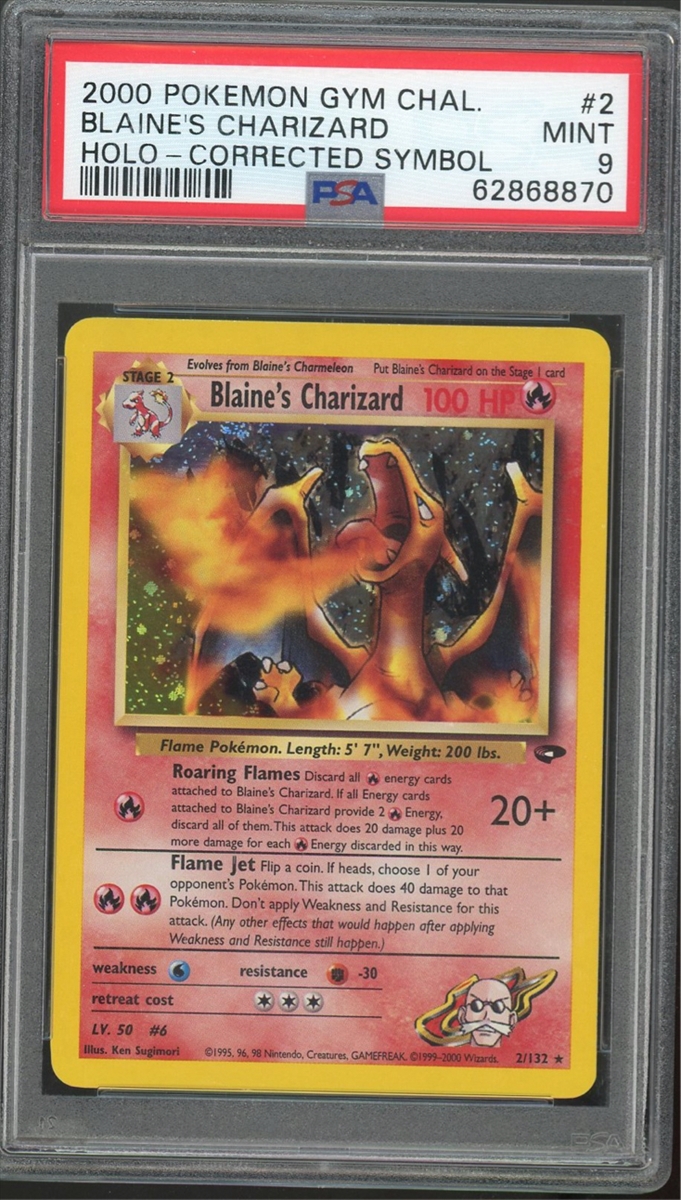 2000 POKEMON GYM CHAL. #2
BLAINE'S CHARIZARD MINT
HOLO - CORRECTED SYMBOL 9
PSA 62868870
Evolves from Blaine's Charmeleon Put Blaine's Charizard on the Stage 1 card
STAGE 2
Blaine's Charizard 100 HP
Flame Pokémon. Length: 5' 7", Weight: 200 lbs.
Roaring Flames Discard all energy cards
attached to Blaine's Charizard. If all Energy cards
attached to Blaine's Charizard provide 2 Energy,
discard all of them. This attack does 20 damage plus 20
more damage for each Energy discarded in this way.
20+
Flame Jet Flip a coin. If heads, choose 1 of your
opponent's Pokémon. This attack does 40 damage to that
Pokémon. Don't apply Weakness and Resistance for this
attack. (Any other effects that would happen after applying
Weakness and Resistance still happen.)
weakness resistance -30
retreat cost
LV. 50 #6
Illus. Ken Sugimori ©1995, 96, 98 Nintendo, Creatures, GAMEFREAK. ©1999-2000 Wizards. 2/132 ★
PSA